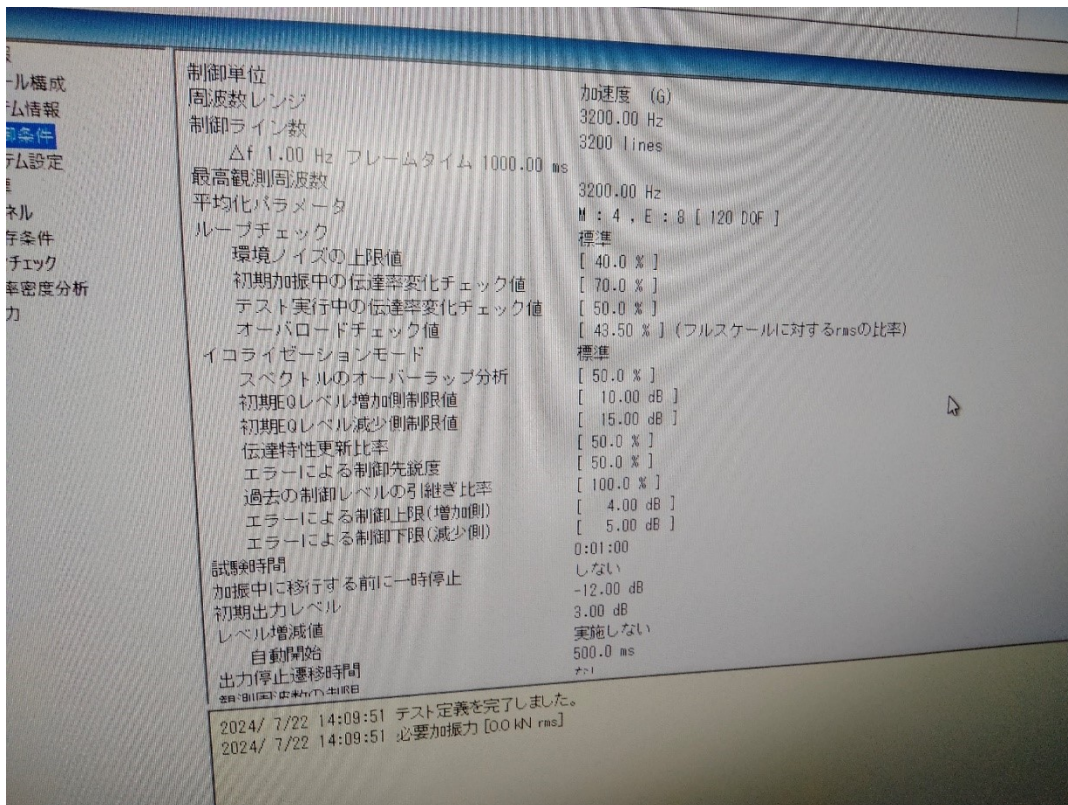 ール構成
ム情報
御条件
テム設定
ネル
存条件
チェック
率密度分析
力
制御単位 加速度 (G)
周波数レンジ 3200.00 Hz
制御ライン数 3200 lines
△f 1.00 Hz フレームタイム 1000.00 ms
最高観測周波数 3200.00 Hz
平均化パラメータ M : 4 , E : 8 [ 120 DOF ]
ループチェック 標準
環境ノイズの上限値 [ 40.0 % ]
初期加振中の伝達率変化チェック値 [ 70.0 % ]
テスト実行中の伝達率変化チェック値 [ 50.0 % ]
オーバロードチェック値 [ 43.50 % ] (フルスケールに対するrmsの比率)
イコライゼーションモード 標準
スペクトルのオーバーラップ分析 [ 50.0 % ]
初期EQレベル増加側制限値 [ 10.00 dB ]
初期EQレベル減少側制限値 [ 15.00 dB ]
伝達特性更新比率 [ 50.0 % ]
エラーによる制御先鋭度 [ 50.0 % ]
過去の制御レベルの引継ぎ比率 [ 100.0 % ]
エラーによる制御上限(増加側) [ 4.00 dB ]
エラーによる制御下限(減少側) [ 5.00 dB ]
試験時間 0:01:00
加振中に移行する前に一時停止 しない
初期出力レベル -12.00 dB
レベル増減値 3.00 dB
自動開始 実施しない
出力停止遷移時間 500.0 ms
観測周波数の制限 なし
2024/ 7/22 14:09:51 テスト定義を完了しました。
2024/ 7/22 14:09:51 必要加振力 [0.0 kN rms]